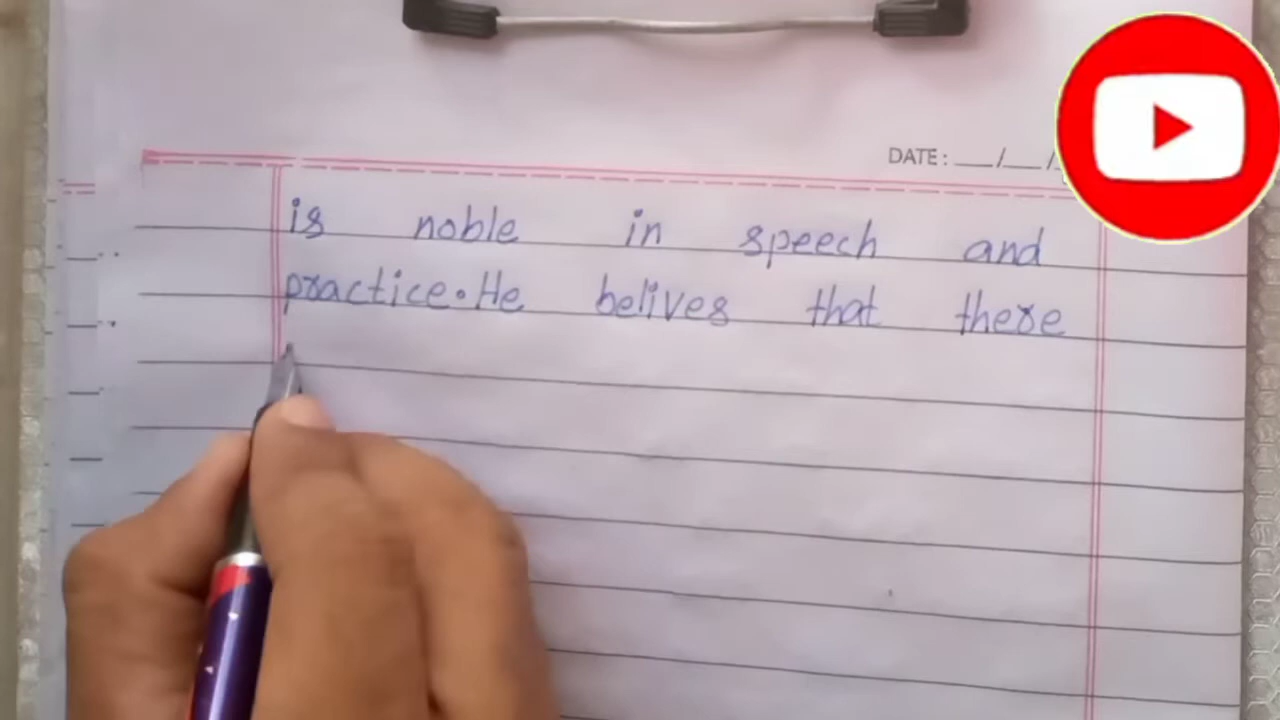 DATE: __/__/
is noble in speech and
practice. He belives that there